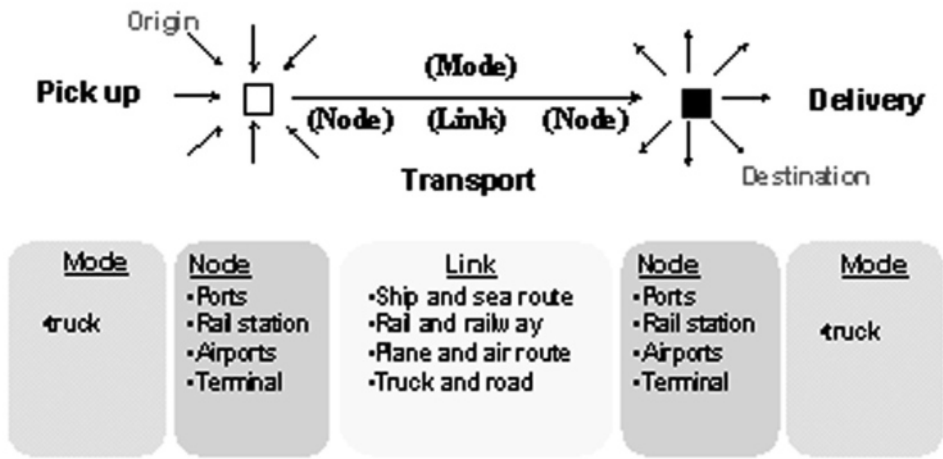 Origin
(Mode)
Pick up
Delivery
(Node) (Link) (Node)
Transport
Destination
Mode
•truck
Node
•Ports
•Rail station
•Airports
•Terminal
Link
•Ship and sea route
•Rail and railway
•Plane and air route
•Truck and road
Node
•Ports
•Rail station
•Airports
•Terminal
Mode
•truck